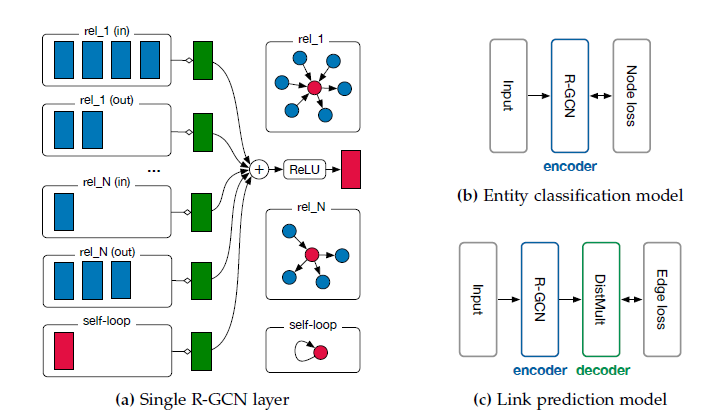 rel_1 (in)
rel_1 (out)
...
rel_N (in)
rel_N (out)
self-loop
+
ReLU
rel_1
rel_N
self-loop
(a) Single R-GCN layer
Input
R-GCN
Node loss
encoder
(b) Entity classification model
Input
R-GCN
DistMult
Edge loss
encoder
decoder
(c) Link prediction model